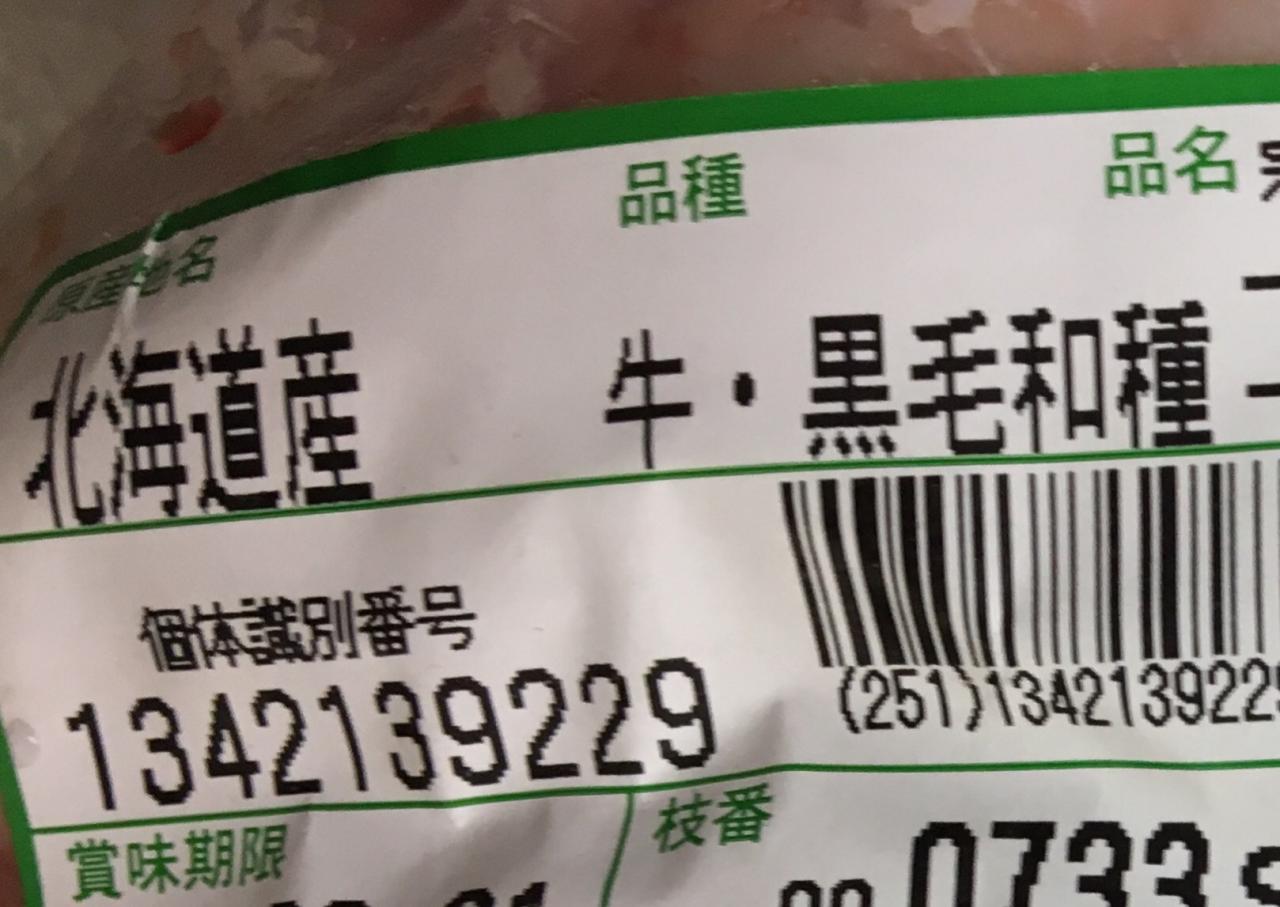 原産地名 品種 品名
北海道産 牛・黒毛和種
個体識別番号
1342139229
(251)1342139229
賞味期限 枝番
0733